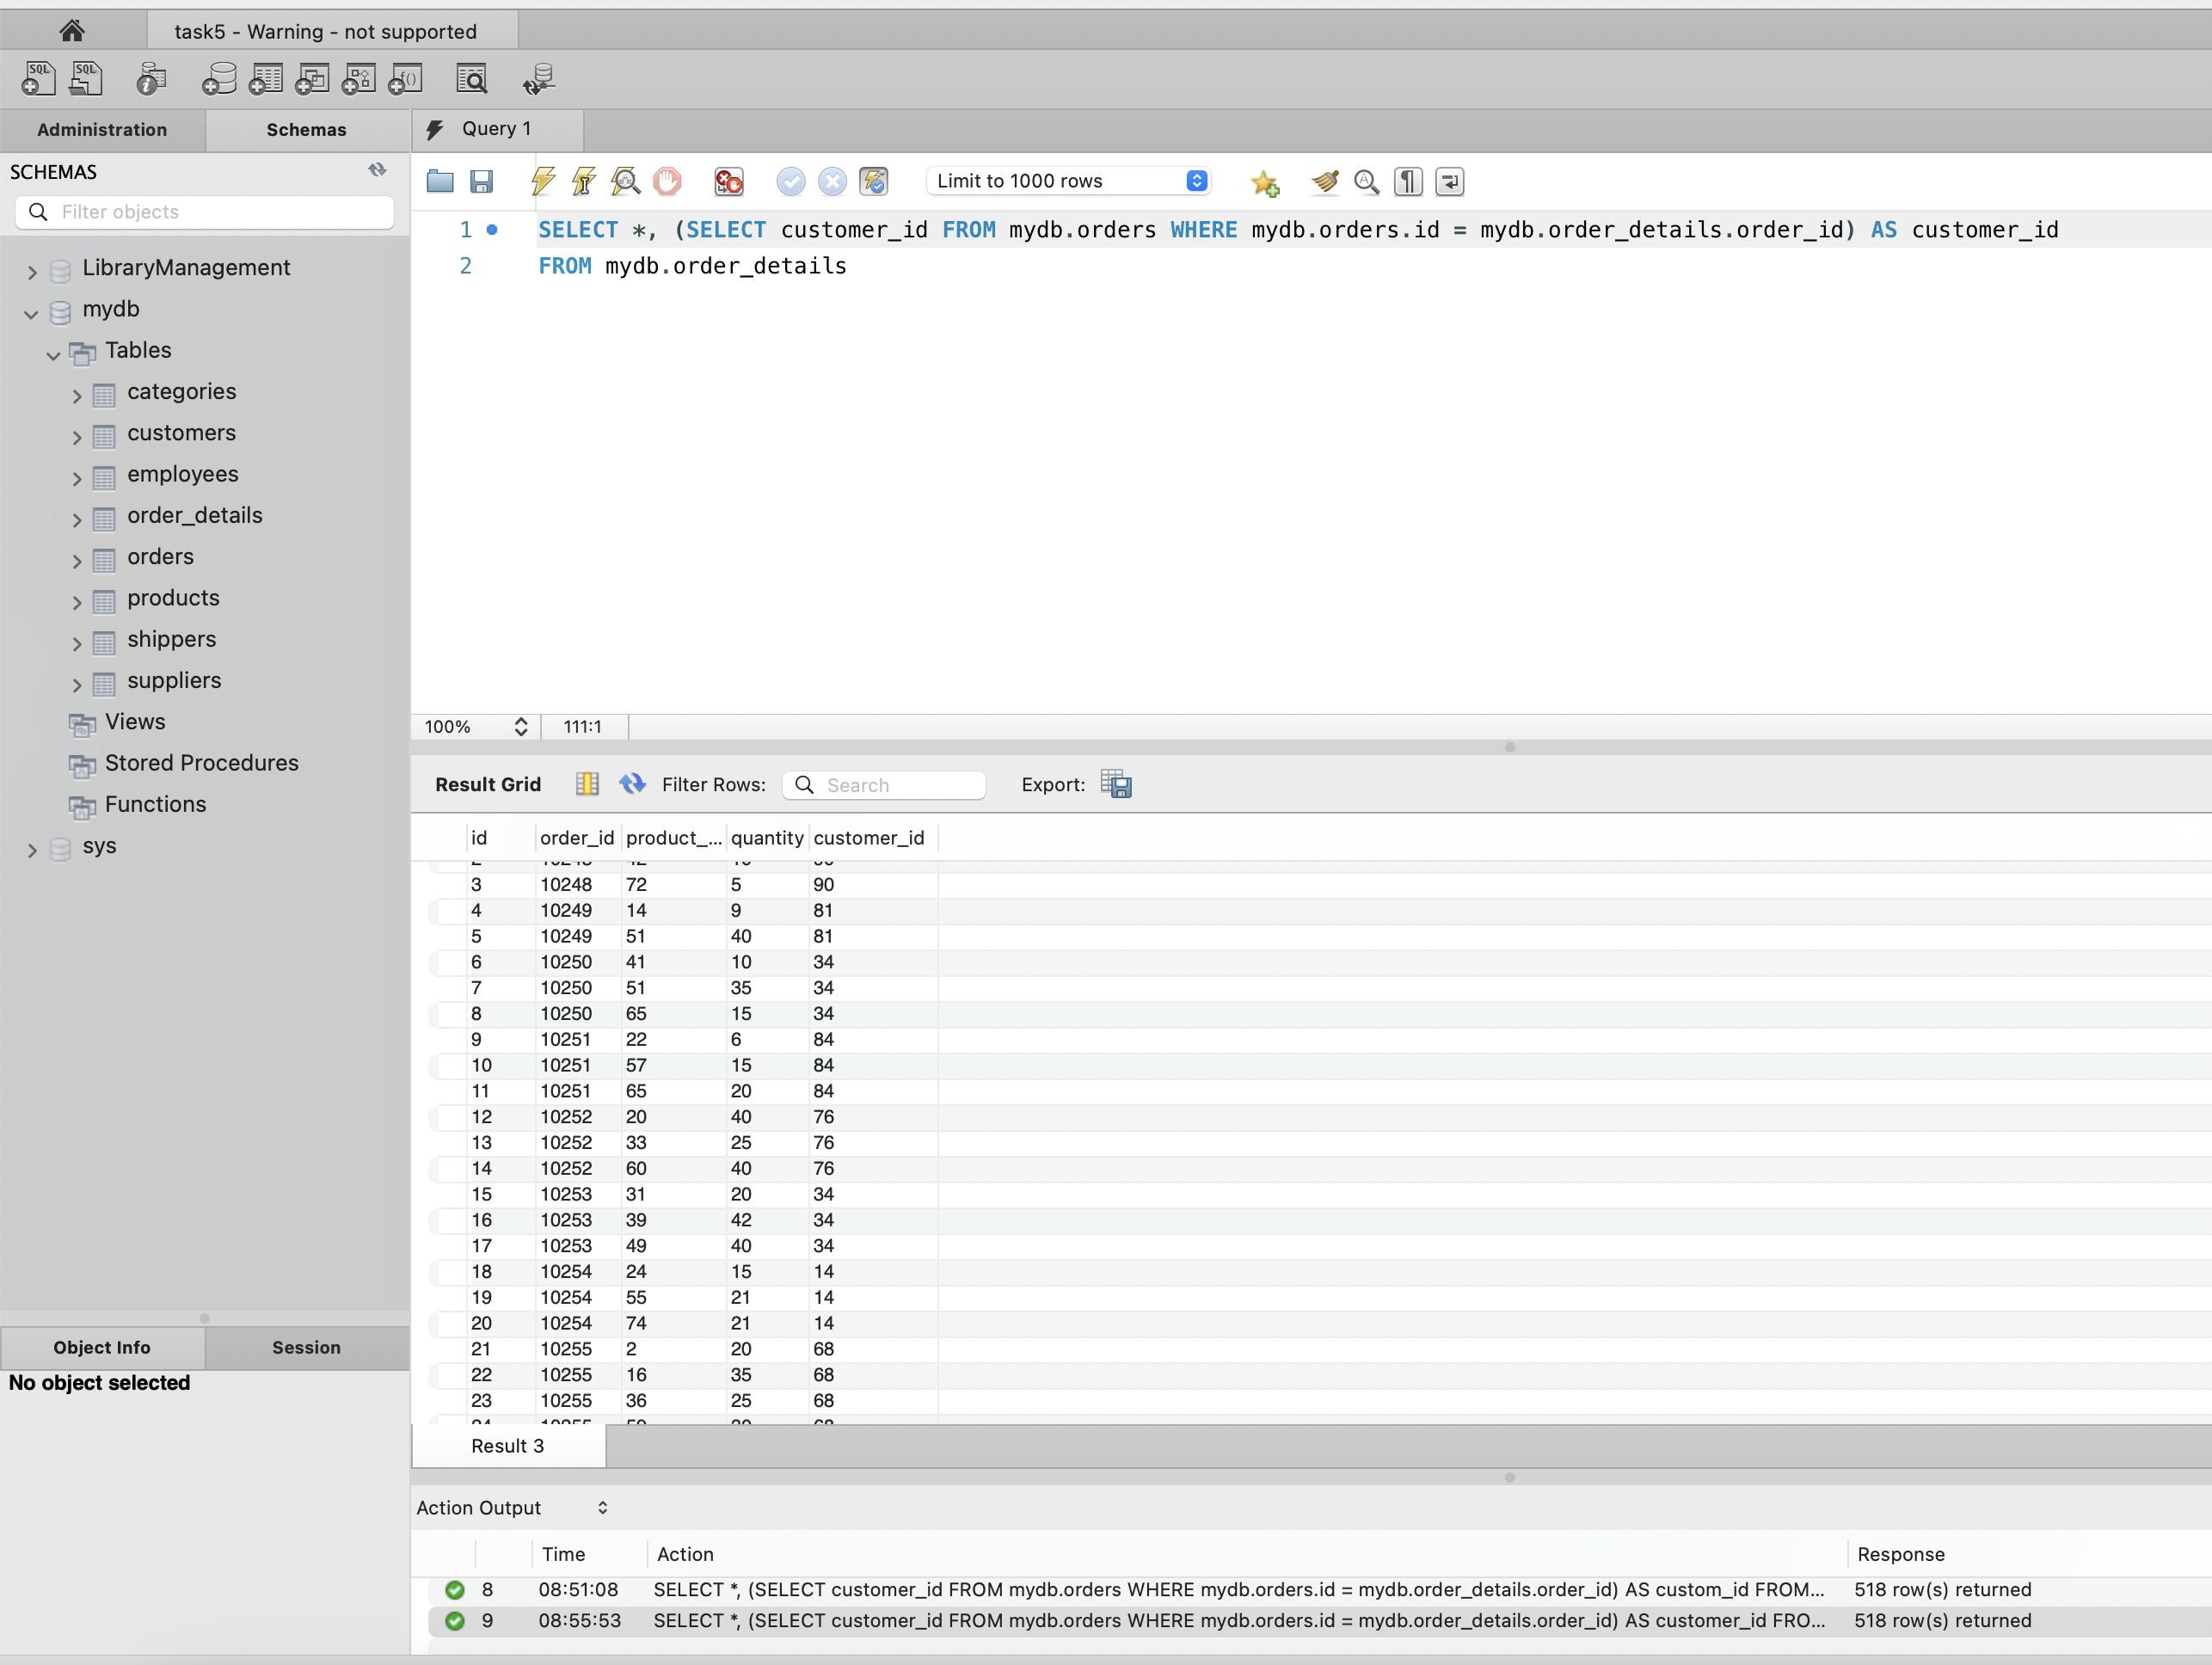 task5 - Warning - not supported
SQL SQL i f()
Administration Schemas Query 1
SCHEMAS
Filter objects
Limit to 1000 rows
1 SELECT *, (SELECT customer_id FROM mydb.orders WHERE mydb.orders.id = mydb.order_details.order_id) AS customer_id
2 FROM mydb.order_details
LibraryManagement
mydb
Tables
categories
customers
employees
order_details
orders
products
shippers
suppliers
Views
Stored Procedures
Functions
sys
100% 111:1
Result Grid Filter Rows: Search Export:
id order_id product_... quantity customer_id
3 10248 72 5 90
4 10249 14 9 81
5 10249 51 40 81
6 10250 41 10 34
7 10250 51 35 34
8 10250 65 15 34
9 10251 22 6 84
10 10251 57 15 84
11 10251 65 20 84
12 10252 20 40 76
13 10252 33 25 76
14 10252 60 40 76
15 10253 31 20 34
16 10253 39 42 34
17 10253 49 40 34
18 10254 24 15 14
19 10254 55 21 14
20 10254 74 21 14
21 10255 2 20 68
22 10255 16 35 68
23 10255 36 25 68
Result 3
Object Info Session
No object selected
Action Output
Time Action Response
8 08:51:08 SELECT *, (SELECT customer_id FROM mydb.orders WHERE mydb.orders.id = mydb.order_details.order_id) AS custom_id FROM... 518 row(s) returned
9 08:55:53 SELECT *, (SELECT customer_id FROM mydb.orders WHERE mydb.orders.id = mydb.order_details.order_id) AS customer_id FRO... 518 row(s) returned